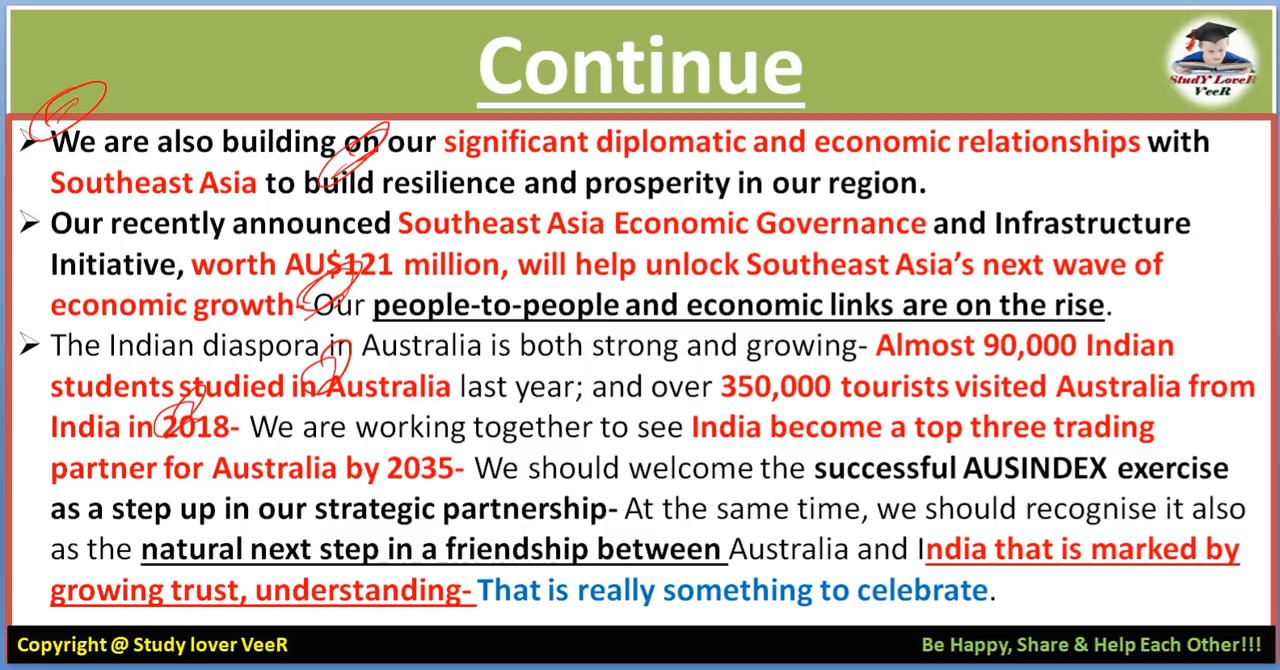 Continue
StudY LoveR
VeeR
➢ We are also building on our significant diplomatic and economic relationships with
Southeast Asia to build resilience and prosperity in our region.
➢ Our recently announced Southeast Asia Economic Governance and Infrastructure
Initiative, worth AU$121 million, will help unlock Southeast Asia’s next wave of
economic growth- Our people-to-people and economic links are on the rise.
➢ The Indian diaspora in Australia is both strong and growing- Almost 90,000 Indian
students studied in Australia last year; and over 350,000 tourists visited Australia from
India in 2018- We are working together to see India become a top three trading
partner for Australia by 2035- We should welcome the successful AUSINDEX exercise
as a step up in our strategic partnership- At the same time, we should recognise it also
as the natural next step in a friendship between Australia and India that is marked by
growing trust, understanding- That is really something to celebrate.
Copyright @ Study lover VeeR
Be Happy, Share & Help Each Other!!!